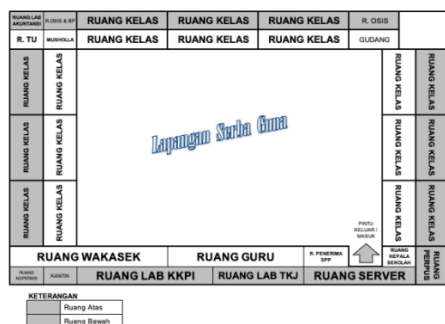 RUANG LAB AKUNTANSI
R.OSIS & BP
RUANG KELAS
RUANG KELAS
RUANG KELAS
R. OSIS
R. TU
MUSHOLLA
RUANG KELAS
RUANG KELAS
RUANG KELAS
GUDANG
RUANG KELAS
RUANG KELAS
RUANG KELAS
RUANG KELAS
RUANG KELAS
RUANG KELAS
RUANG KELAS
RUANG KELAS
Lapangan Serba Guna
RUANG KELAS
RUANG KELAS
RUANG KELAS
RUANG KELAS
PINTU
KELUAR /
MASUK
RUANG WAKASEK
RUANG GURU
R. PENERIMA
SPP
RUANG
KEPALA
SEKOLAH
RUANG
PERPUS
RUANG
KOPERASI
KANTIN
RUANG LAB KKPI
RUANG LAB TKJ
RUANG SERVER
KETERANGAN
Ruang Atas
Ruang Bawah